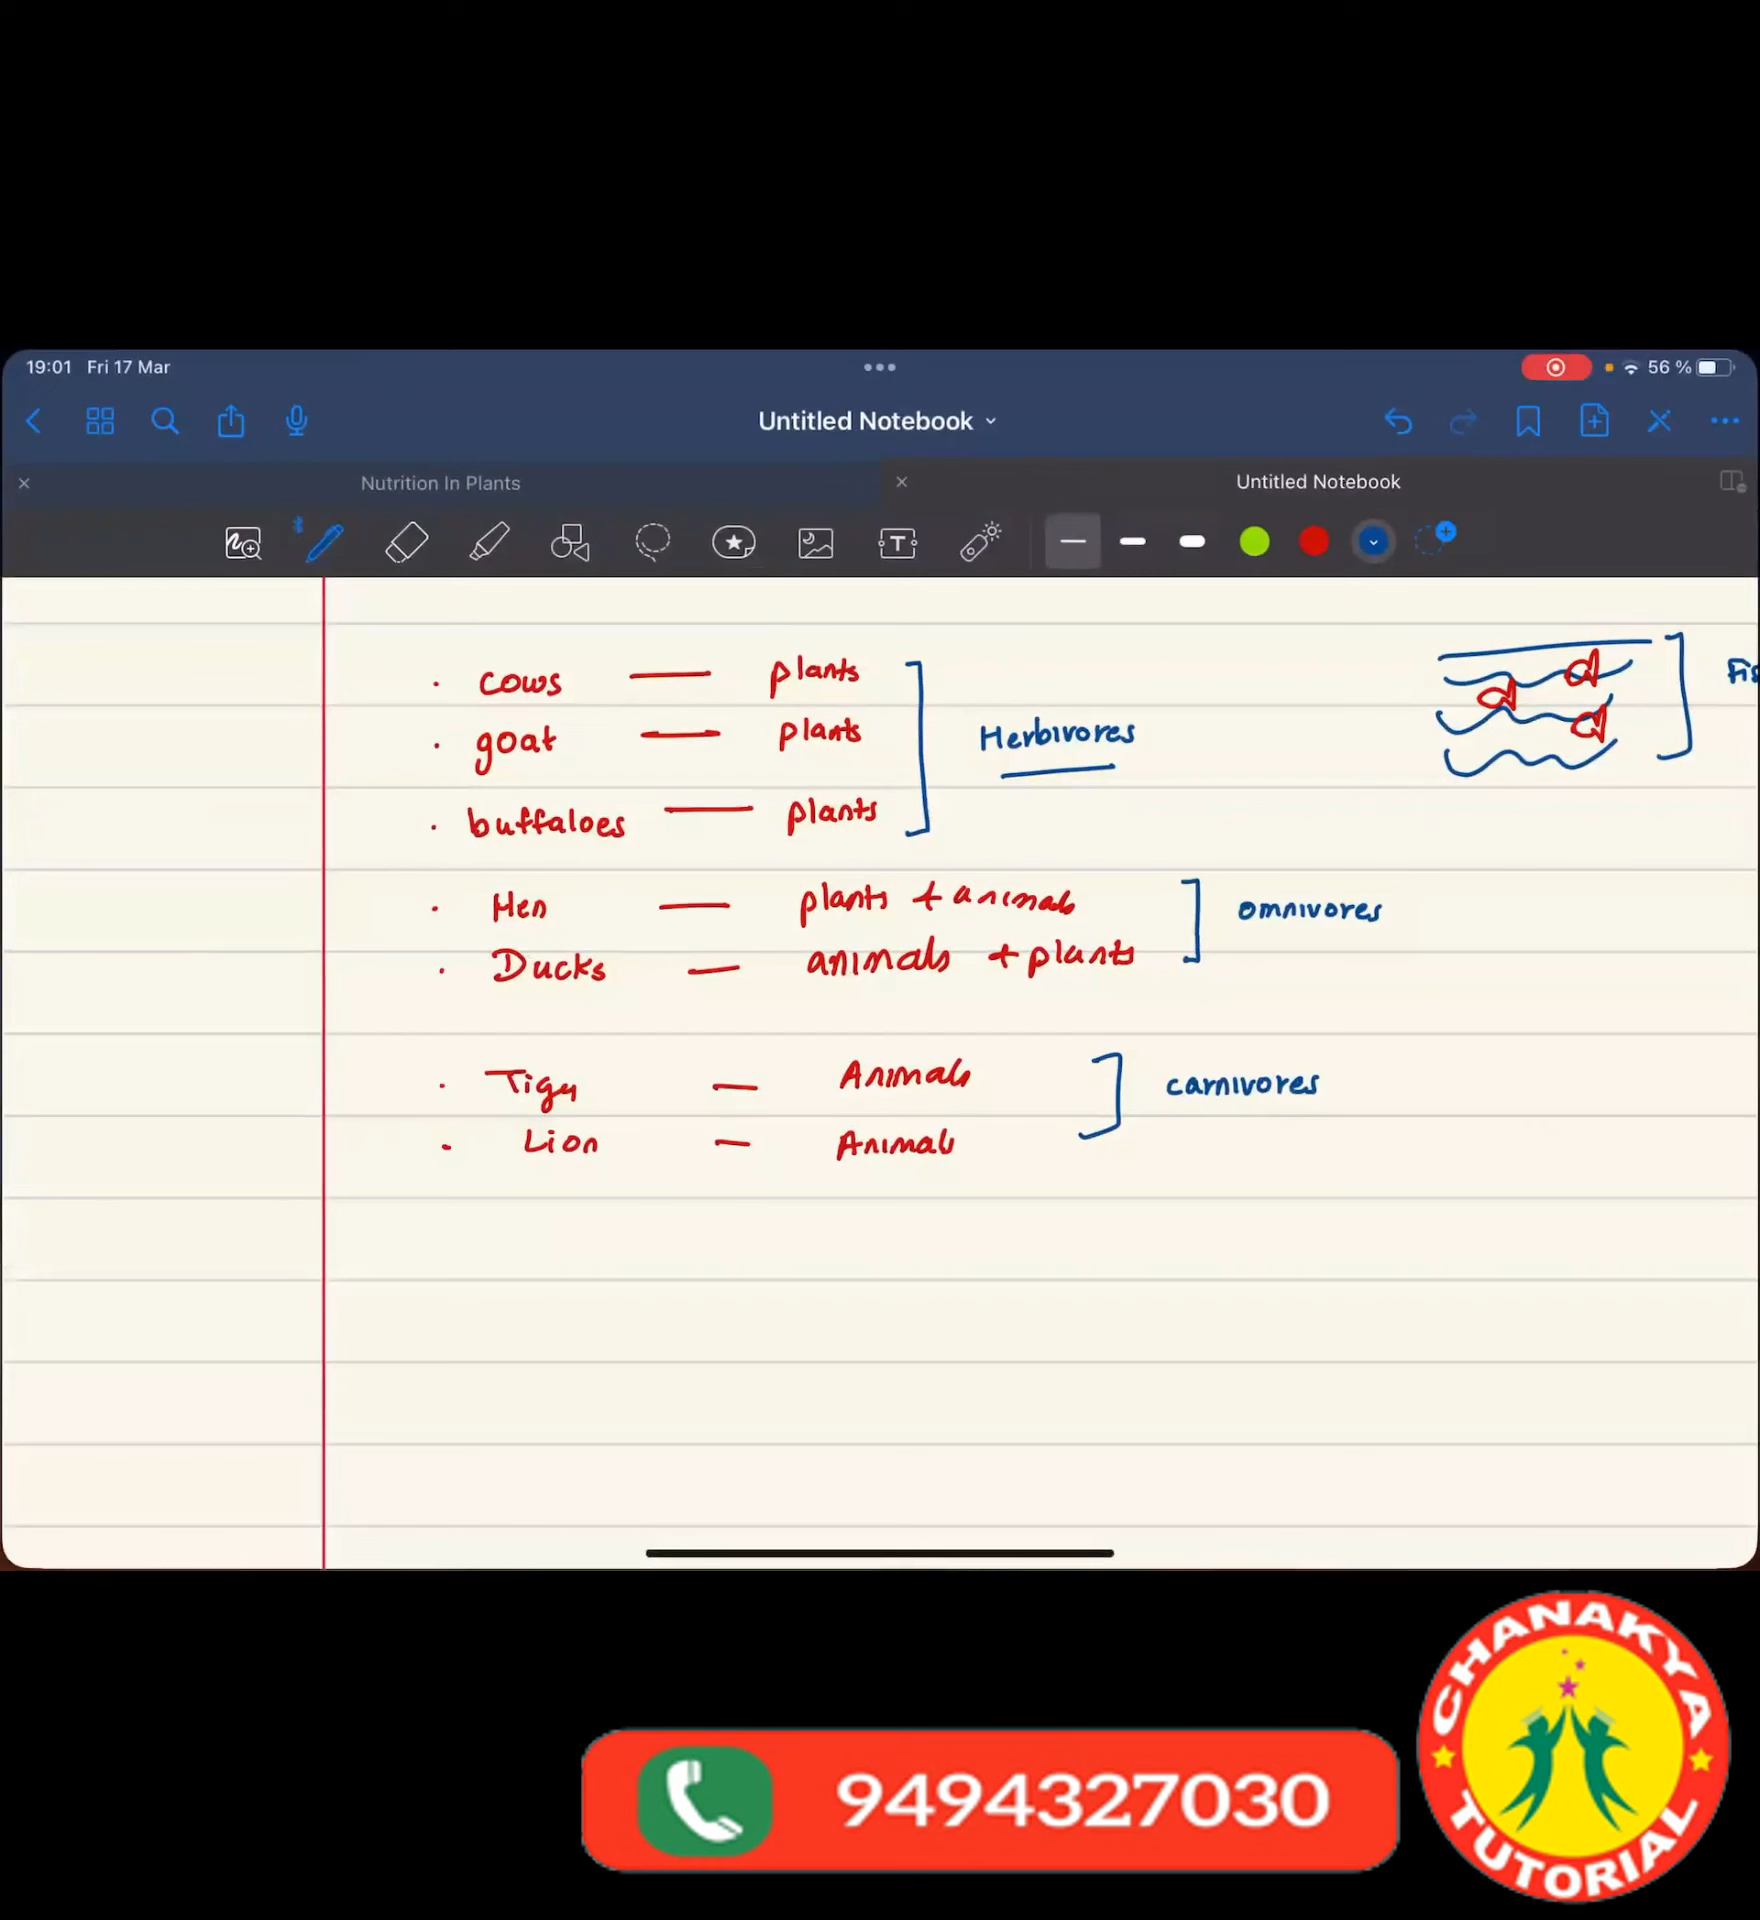 19:01 Fri 17 Mar
56 %
Untitled Notebook
Nutrition In Plants
Untitled Notebook
T
• cows — plants
• goat — plants
• buffaloes — plants
Herbivores
Fis
• Hen — plants + animals
• Ducks — animals + plants
omnivores
• Tiger — Animals
• Lion — Animals
carnivores
9494327030
CHANAKYA
TUTORIAL